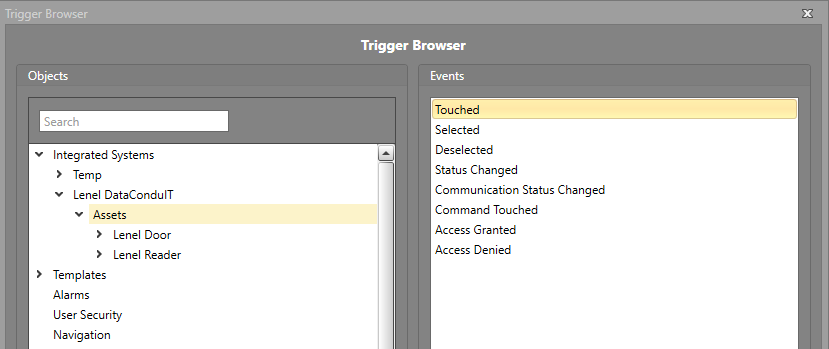 Trigger Browser
Trigger Browser
Objects
Search
Integrated Systems
Temp
Lenel DataConduIT
Assets
Lenel Door
Lenel Reader
Templates
Alarms
User Security
Navigation
Events
Touched
Selected
Deselected
Status Changed
Communication Status Changed
Command Touched
Access Granted
Access Denied